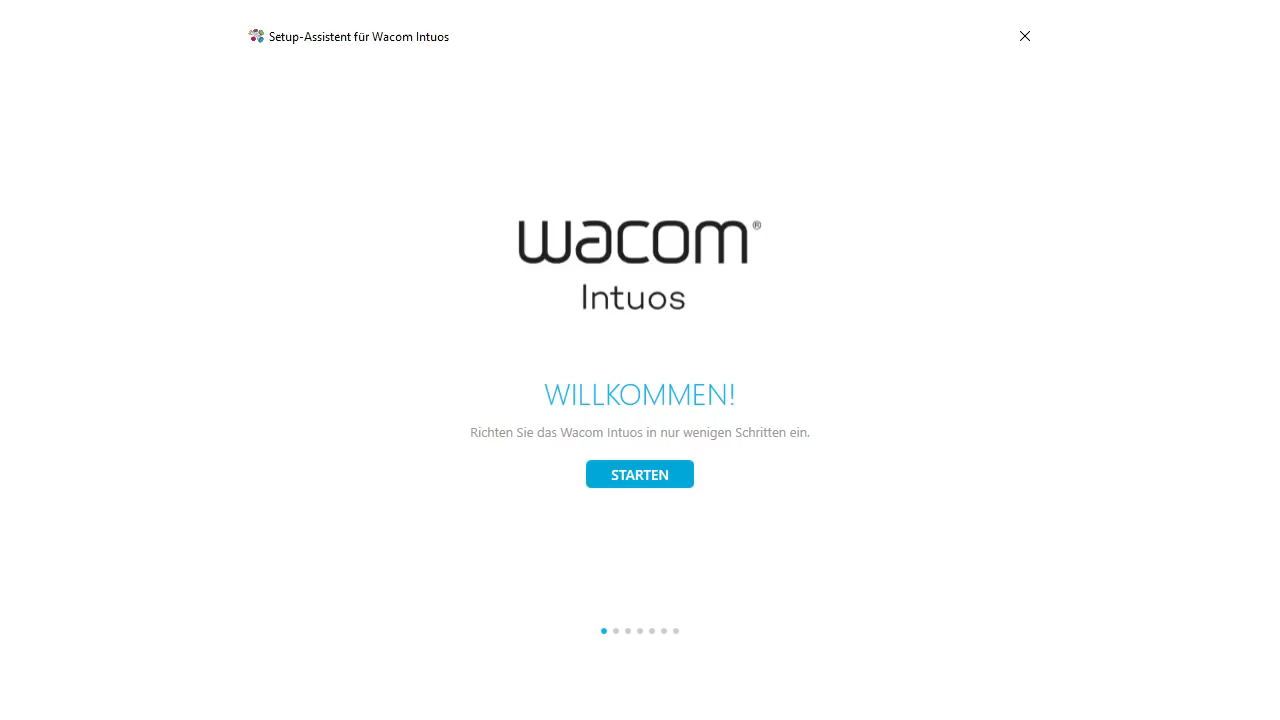 Setup-Assistent für Wacom Intuos
wacom®
Intuos
WILLKOMMEN!
Richten Sie das Wacom Intuos in nur wenigen Schritten ein.
STARTEN